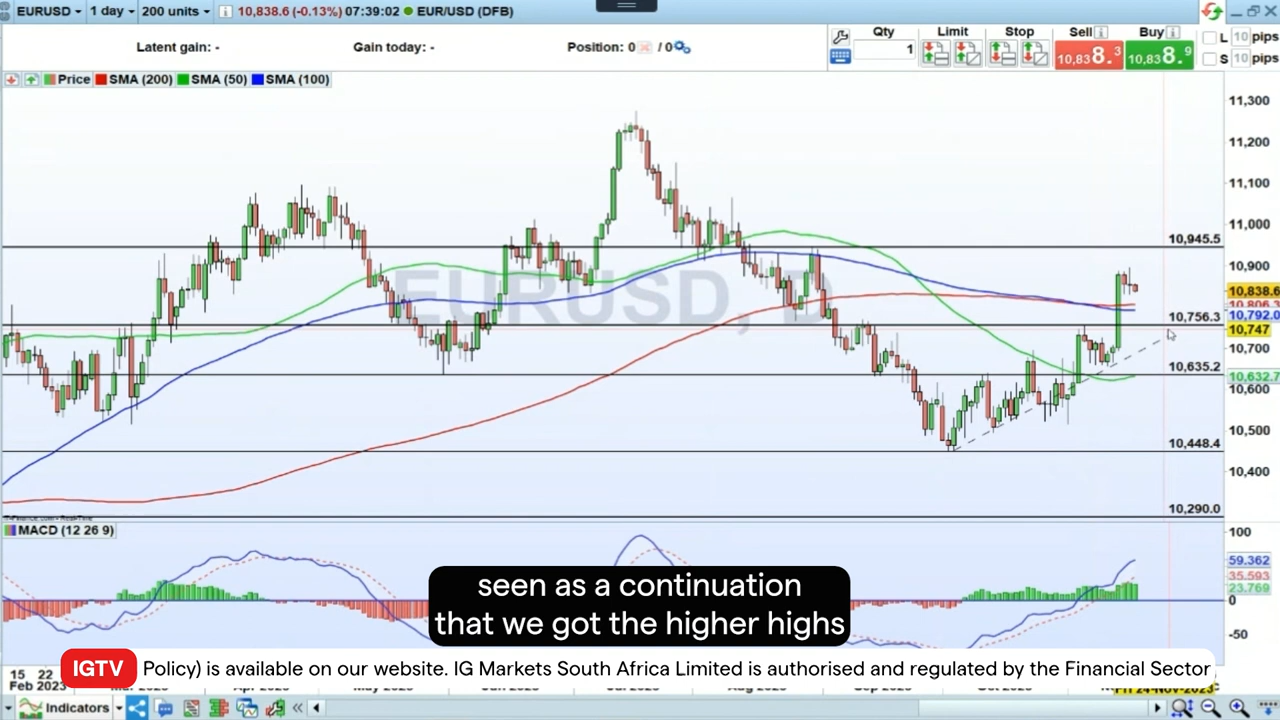 EURUSD 1 day 200 units 10,838.6 (-0.13%) 07:39:02 EUR/USD (DFB)
Latent gain: - Gain today: - Position: 0 / 0
Qty Limit Stop Sell Buy L 10 pips
1 10,838.3 10,838.9 S 10 pips
Price SMA (200) SMA (50) SMA (100)
11,300
11,200
11,100
11,000
10,945.5
10,900
EURUSD, D
10,838.6
10,806.3
10,756.3 10,792.0
10,747
10,700
10,635.2
10,632.7
10,600
10,500
10,448.4
10,400
10,290.0
MACD (12 26 9)
100
59.362
35.593
23.769
0
-50
seen as a continuation
that we got the higher highs
IGTV Policy) is available on our website. IG Markets South Africa Limited is authorised and regulated by the Financial Sector
15 22
Feb 2023
Fri 24-Nov-2023
Indicators